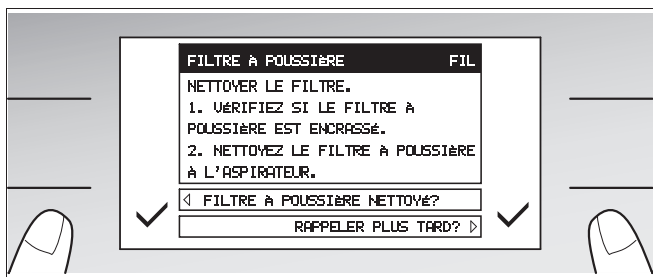 FILTRE À POUSSIÈRE FIL
NETTOYER LE FILTRE.
1. VÉRIFIEZ SI LE FILTRE À
POUSSIÈRE EST ENCRASSÉ.
2. NETTOYEZ LE FILTRE À POUSSIÈRE
À L'ASPIRATEUR.
FILTRE À POUSSIÈRE NETTOYÉ?
RAPPELER PLUS TARD?